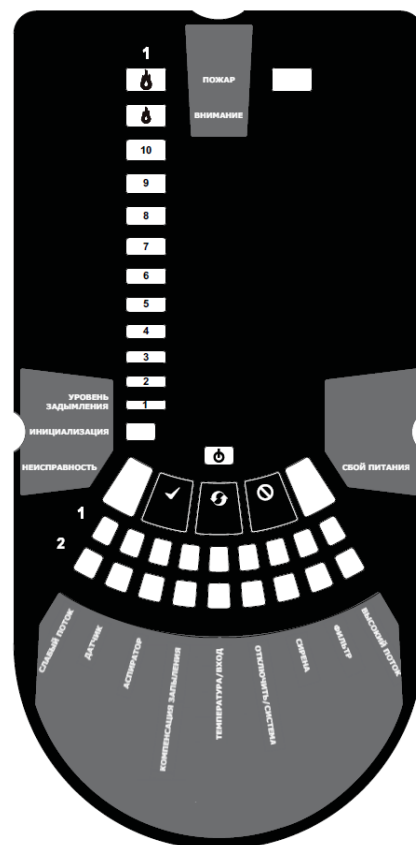 1
ПОЖАР
ВНИМАНИЕ
10
9
8
7
6
5
4
3
2
1
УРОВЕНЬ
ЗАДЫМЛЕНИЯ
ИНИЦИАЛИЗАЦИЯ
НЕИСПРАВНОСТЬ
СБОЙ ПИТАНИЯ
1
2
СЛАБЫЙ ПОТОК
ДАТЧИК
АСПИРАТОР
КОМПЕНСАЦИЯ ЗАПЫЛЕНИЯ
ТЕМПЕРАТУРА/ВХОД
ОТКЛЮЧИТЬ/СИСТЕМА
СИРЕНА
ФИЛЬТР
ВЫСОКИЙ ПОТОК